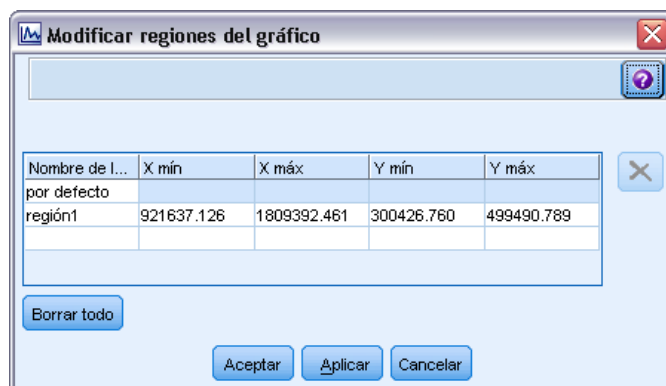 Modificar regiones del gráfico
Nombre de l... X mín X máx Y mín Y máx
por defecto
región1 921637.126 1809392.461 300426.760 499490.789
Borrar todo
Aceptar Aplicar Cancelar